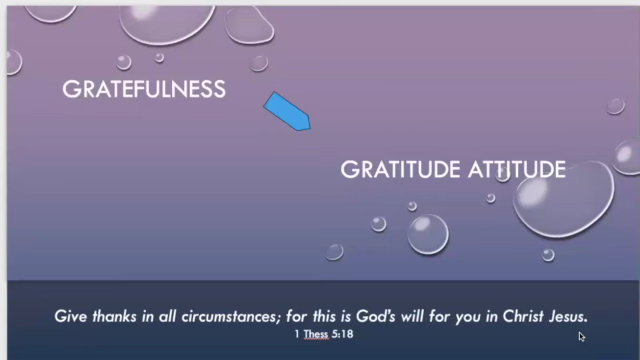 GRATEFULNESS
GRATITUDE ATTITUDE
Give thanks in all circumstances; for this is God's will for you in Christ Jesus.
1 Thess 5:18